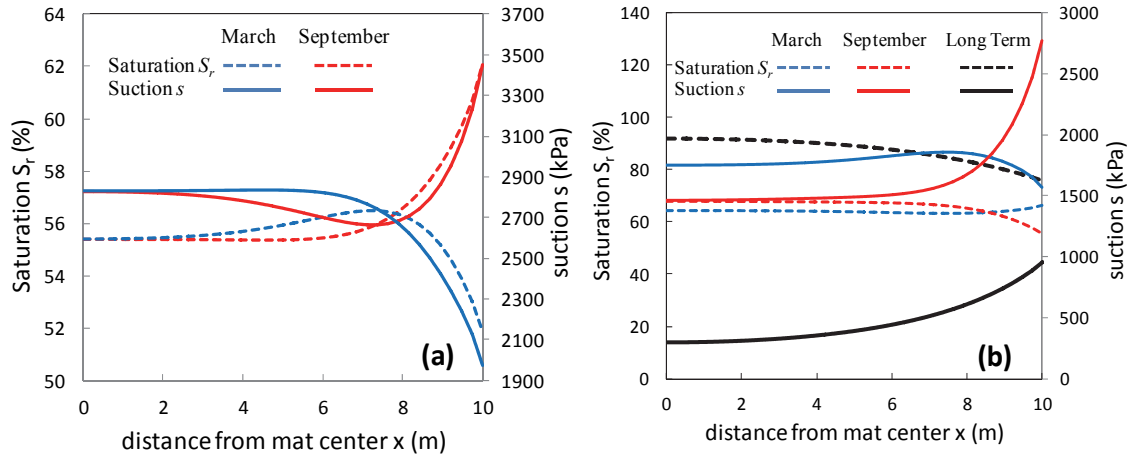 March September
Saturation Sr
Suction s
64
62
60
58
56
54
52
50
Saturation Sr (%)
3700
3500
3300
3100
2900
2700
2500
2300
2100
1900
suction s (kPa)
0 2 4 6 8 10
distance from mat center x (m)
(a)
March September Long Term
Saturation Sr
Suction s
140
120
100
80
60
40
20
0
Saturation Sr (%)
3000
2500
2000
1500
1000
500
0
suction s (kPa)
0 2 4 6 8 10
distance from mat center x (m)
(b)